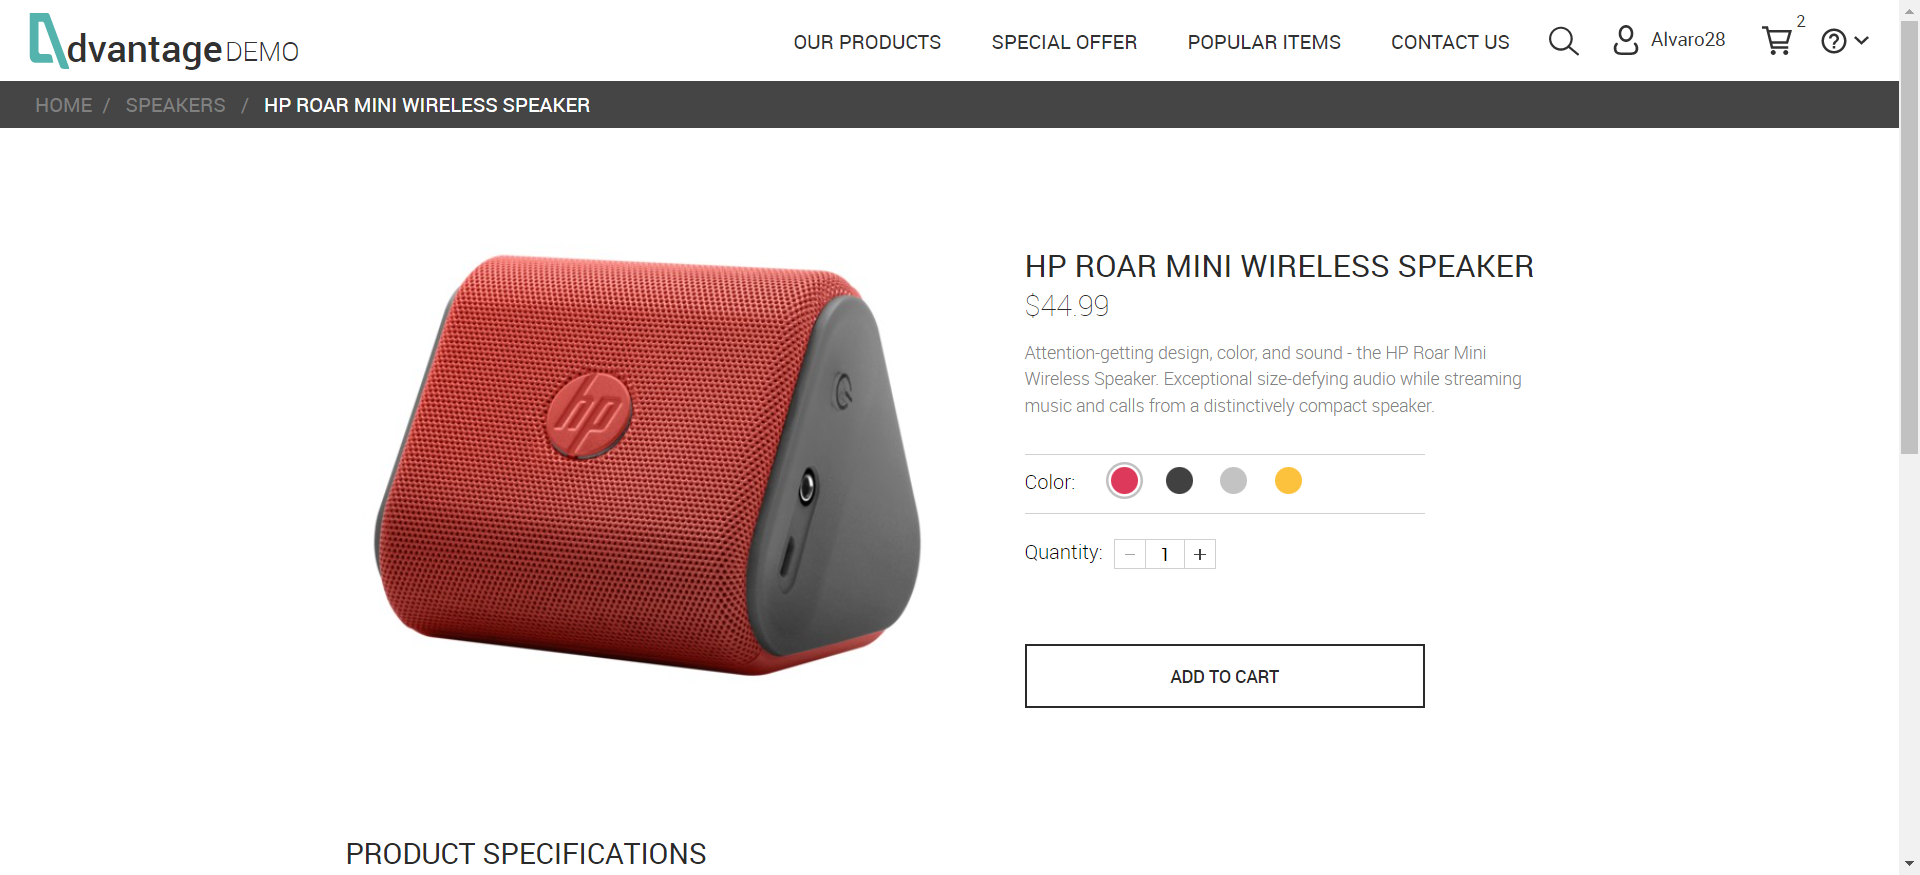 dvantage DEMO
OUR PRODUCTS
SPECIAL OFFER
POPULAR ITEMS
CONTACT US
Alvaro28
2
HOME / SPEAKERS / HP ROAR MINI WIRELESS SPEAKER
hp
HP ROAR MINI WIRELESS SPEAKER
$44.99
Attention-getting design, color, and sound - the HP Roar Mini
Wireless Speaker. Exceptional size-defying audio while streaming
music and calls from a distinctively compact speaker.
Color:
Quantity: − 1 +
ADD TO CART
PRODUCT SPECIFICATIONS